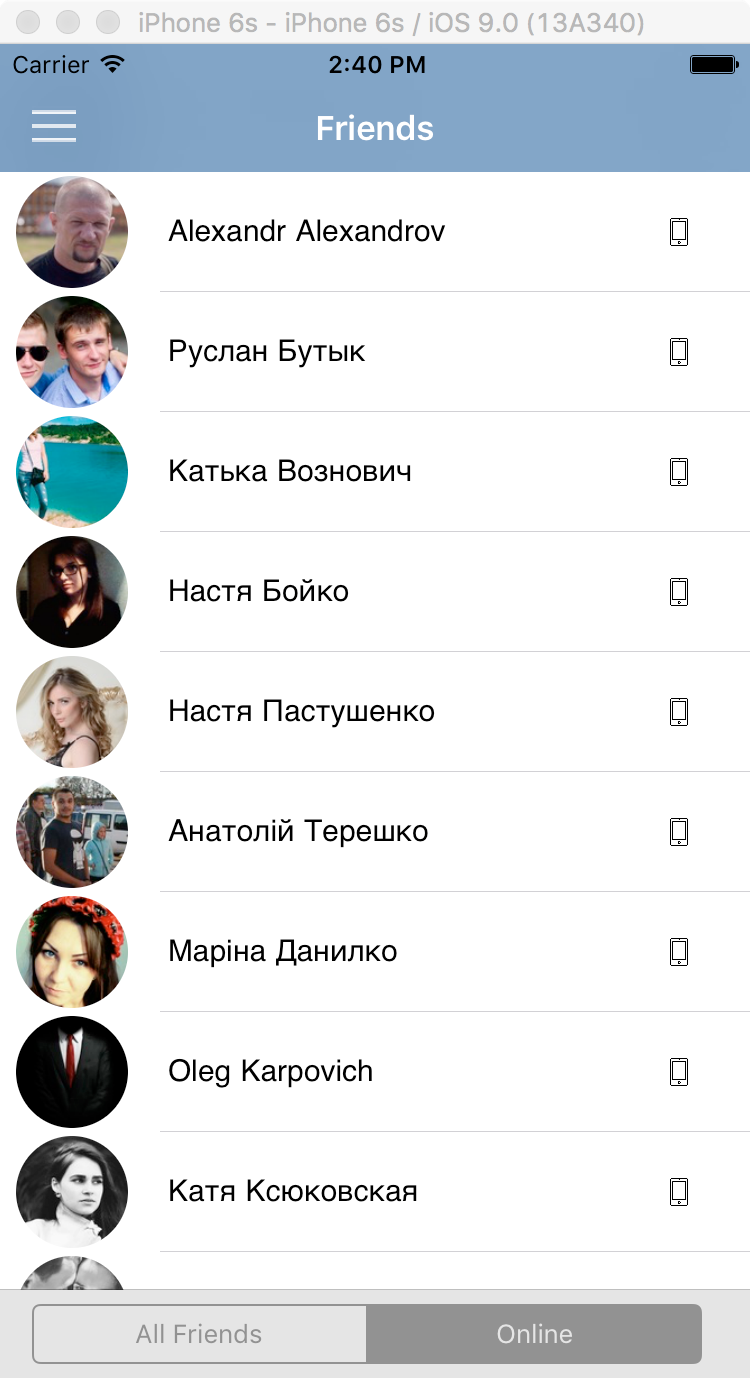 iPhone 6s - iPhone 6s / iOS 9.0 (13A340)
Carrier 2:40 PM
Friends
Alexandr Alexandrov
Руслан Бутык
Катька Вознович
Настя Бойко
Настя Пастушенко
Анатолій Терешко
Маріна Данилко
Oleg Karpovich
Катя Ксюковская
All Friends Online